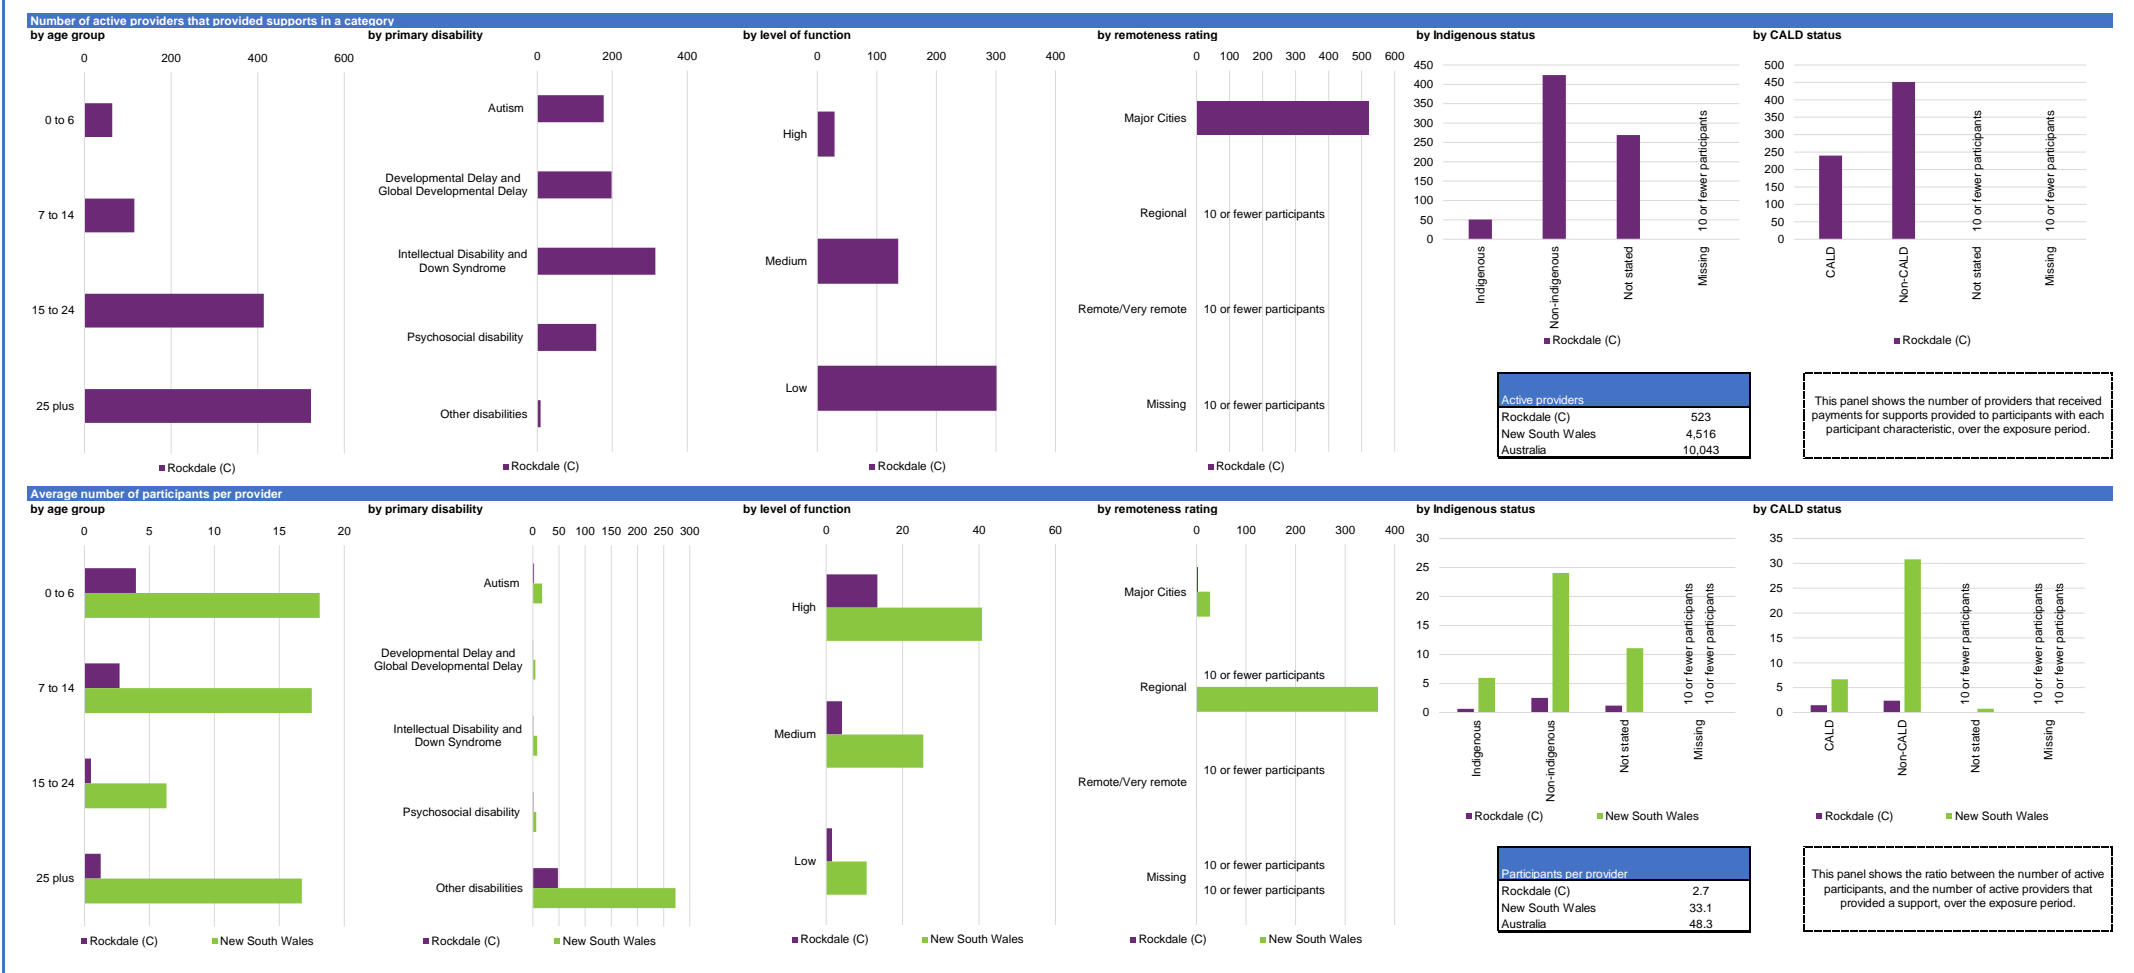 Number of active providers that provided supports in a category
by age group
0 200 400 600
0 to 6
7 to 14
15 to 24
25 plus
Rockdale (C)
by primary disability
0 200 400
Autism
Developmental Delay and
Global Developmental Delay
Intellectual Disability and
Down Syndrome
Psychosocial disability
Other disabilities
Rockdale (C)
by level of function
0 100 200 300 400
High
Medium
Low
Rockdale (C)
by remoteness rating
0 100 200 300 400 500 600
Major Cities
Regional 10 or fewer participants
Remote/Very remote 10 or fewer participants
Missing 10 or fewer participants
Rockdale (C)
by Indigenous status
450
400
350
300
250
200
150
100
50
0
10 or fewer participants
Indigenous
Non-indigenous
Not stated
Missing
Rockdale (C)
by CALD status
500
450
400
350
300
250
200
150
100
50
0
10 or fewer participants
10 or fewer participants
CALD
Non-CALD
Not stated
Missing
Rockdale (C)
Active providers
Rockdale (C) 523
New South Wales 4,516
Australia 10,043
This panel shows the number of providers that received
payments for supports provided to participants with each
participant characteristic, over the exposure period.
Average number of participants per provider
by age group
0 5 10 15 20
0 to 6
7 to 14
15 to 24
25 plus
Rockdale (C) New South Wales
by primary disability
0 50 100 150 200 250 300
Autism
Developmental Delay and
Global Developmental Delay
Intellectual Disability and
Down Syndrome
Psychosocial disability
Other disabilities
Rockdale (C) New South Wales
by level of function
0 20 40 60
High
Medium
Low
Rockdale (C) New South Wales
by remoteness rating
0 100 200 300 400
Major Cities
10 or fewer participants
Regional
10 or fewer participants
Remote/Very remote
10 or fewer participants
Missing
10 or fewer participants
Rockdale (C) New South Wales
by Indigenous status
30
25
20
15
10
5
0
10 or fewer participants
10 or fewer participants
Indigenous
Non-indigenous
Not stated
Missing
Rockdale (C) New South Wales
by CALD status
35
30
25
20
15
10
5
0
10 or fewer participants
10 or fewer participants
10 or fewer participants
CALD
Non-CALD
Not stated
Missing
Rockdale (C) New South Wales
Participants per provider
Rockdale (C) 2.7
New South Wales 33.1
Australia 48.3
This panel shows the ratio between the number of active
participants, and the number of active providers that
provided a support, over the exposure period.